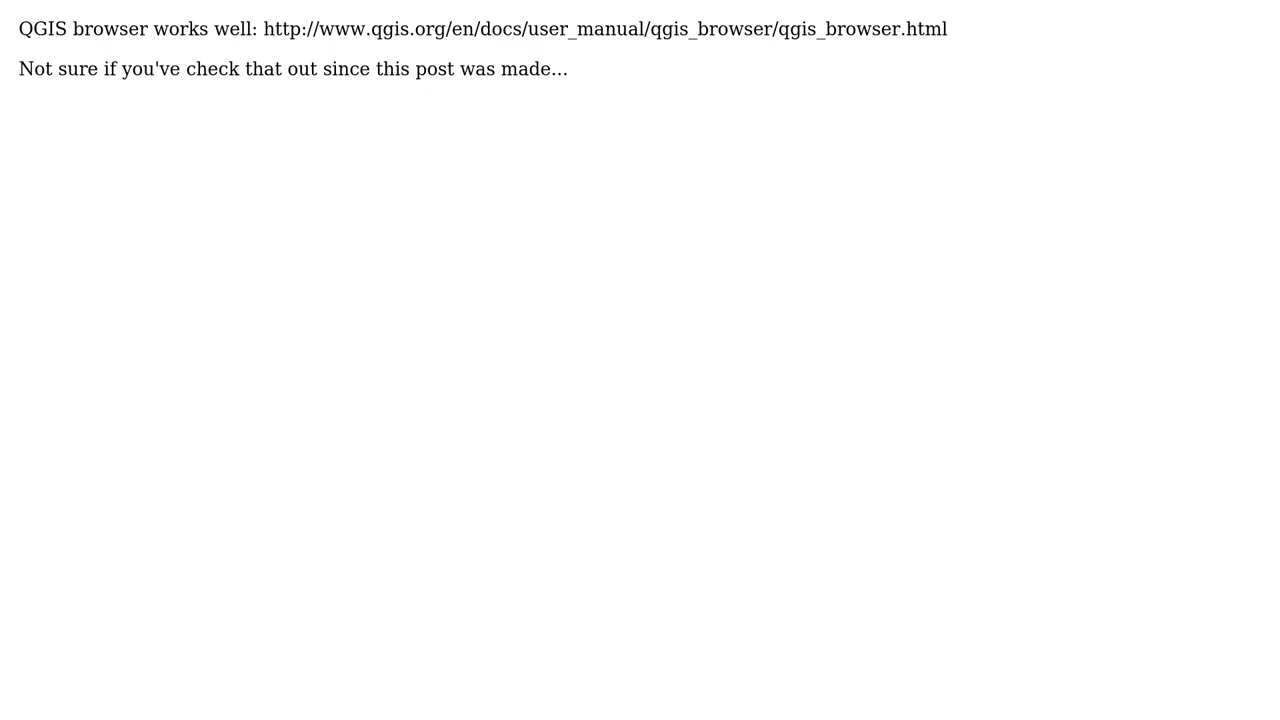 QGIS browser works well: http://www.qgis.org/en/docs/user_manual/qgis_browser/qgis_browser.html
Not sure if you've check that out since this post was made...